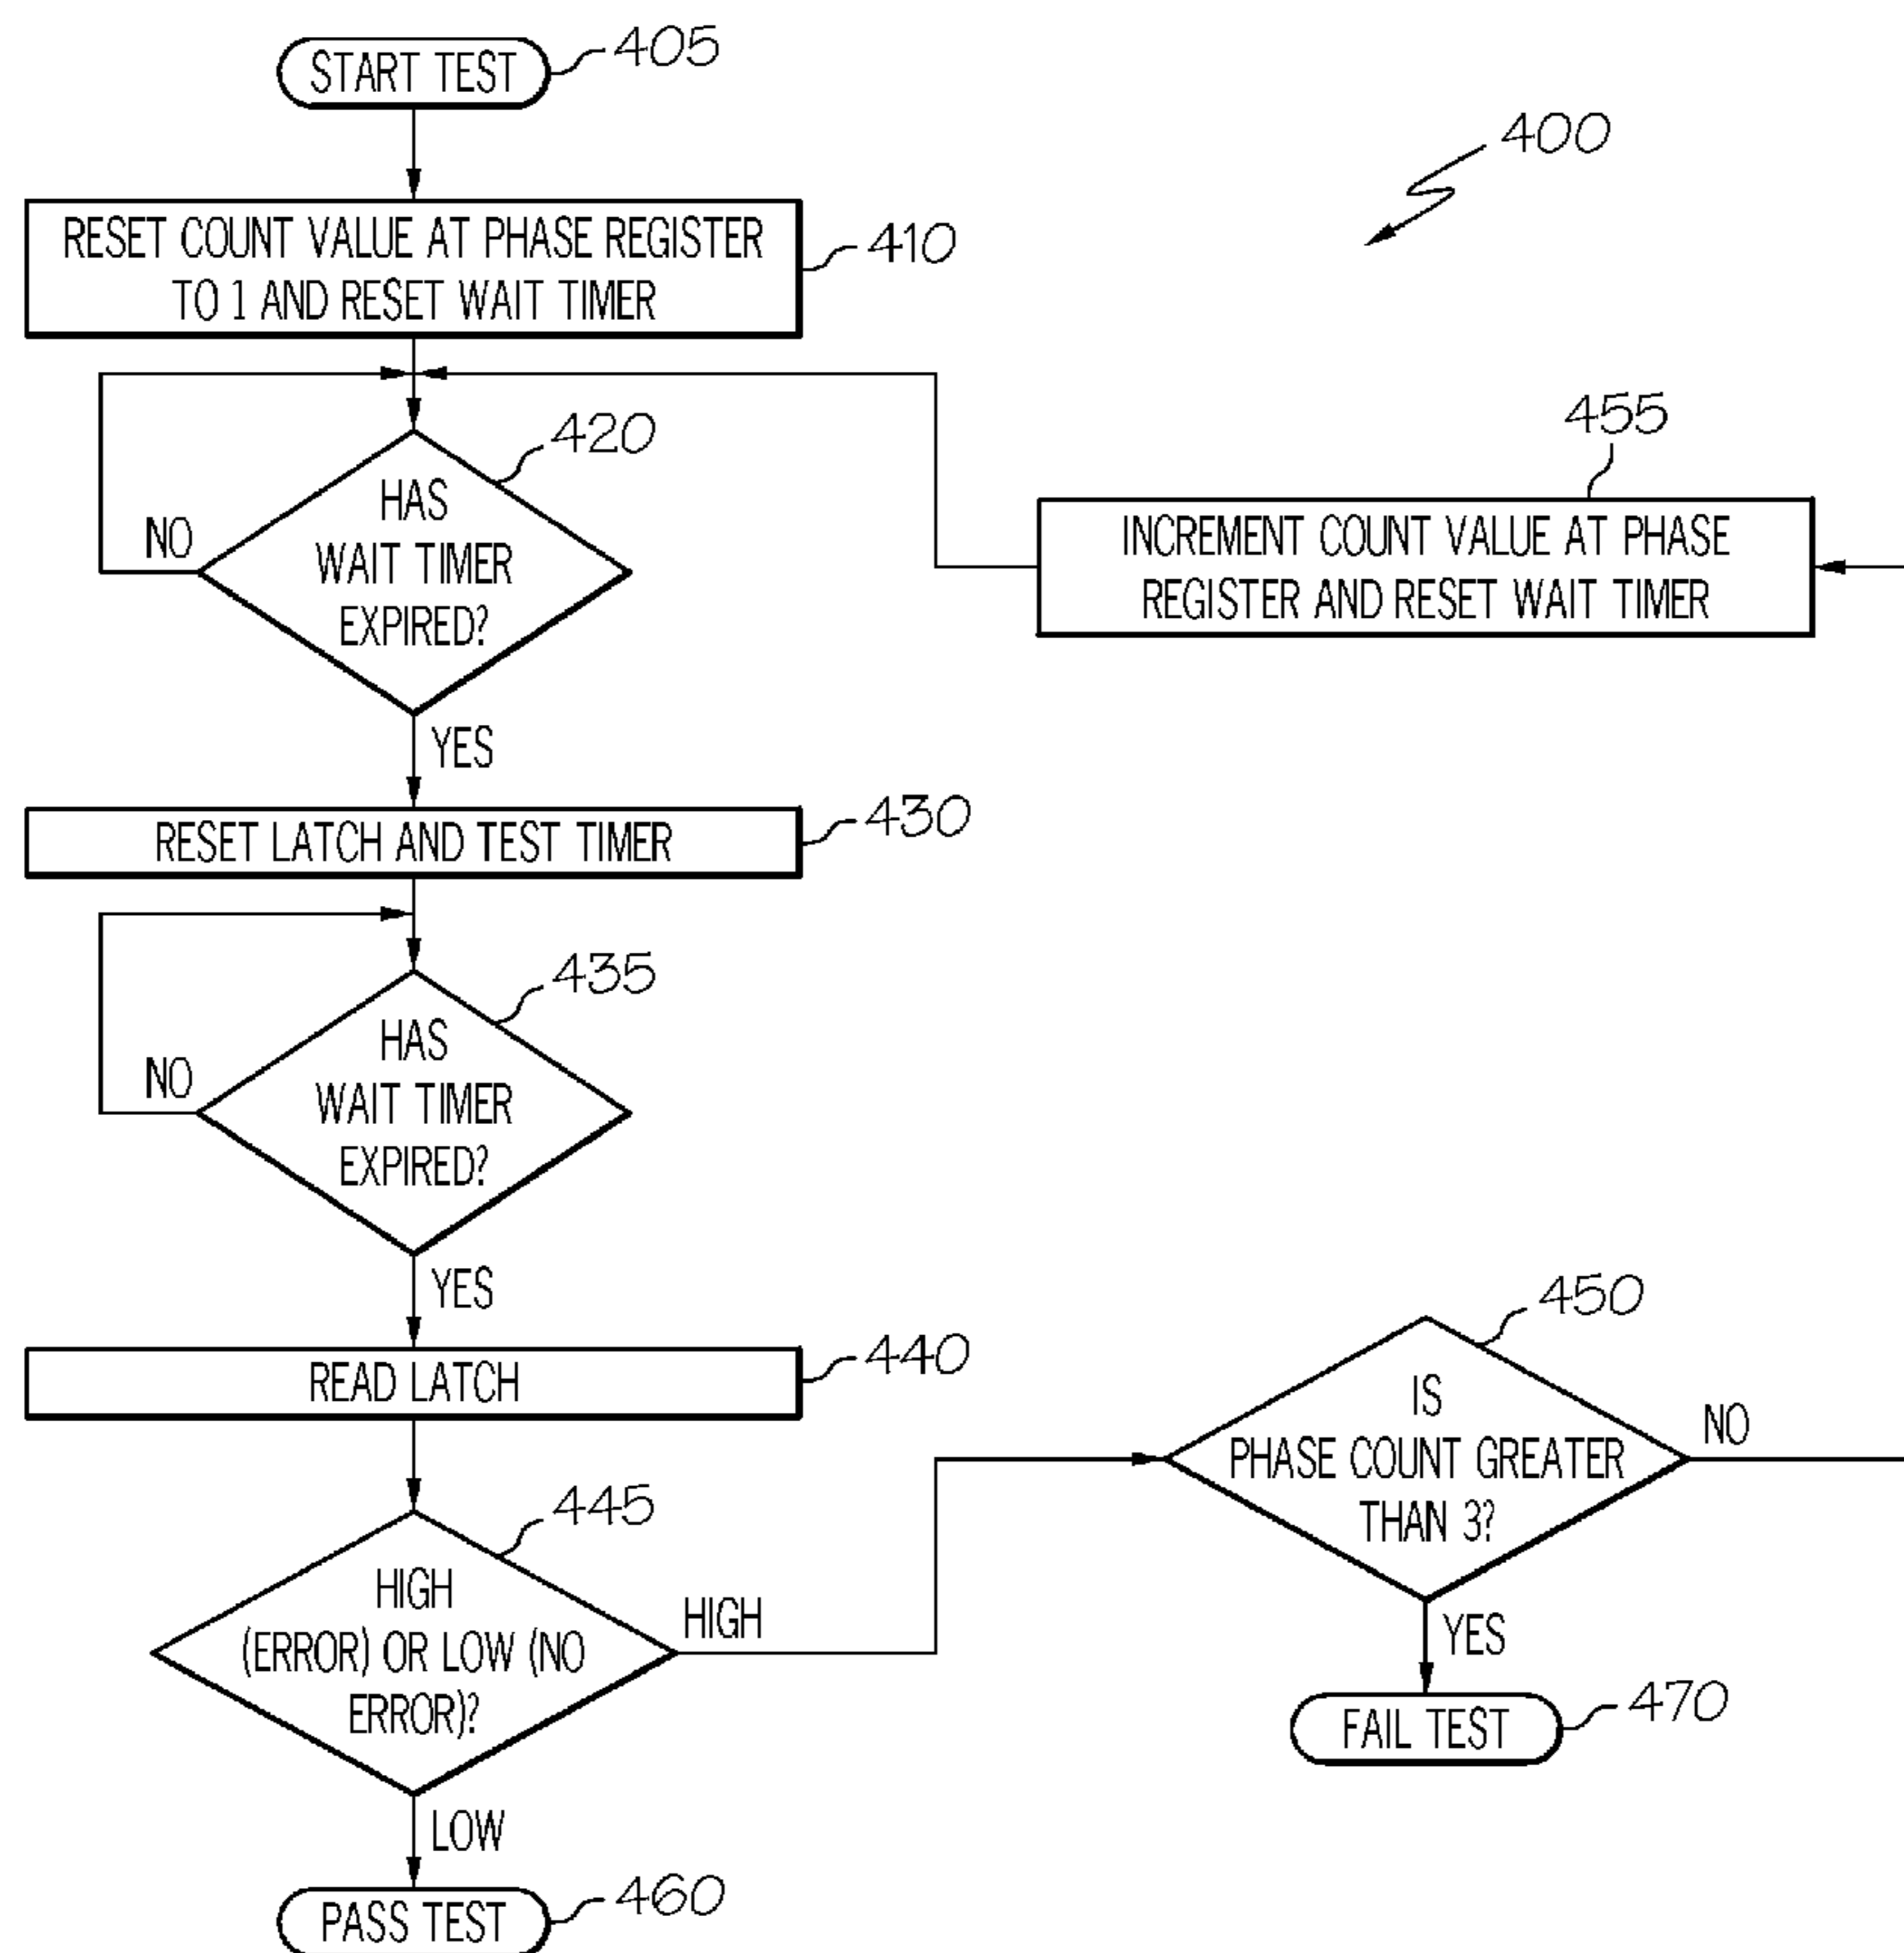 START TEST
405
400
RESET COUNT VALUE AT PHASE REGISTER
TO 1 AND RESET WAIT TIMER
410
420
HAS
WAIT TIMER
EXPIRED?
NO
YES
455
INCREMENT COUNT VALUE AT PHASE
REGISTER AND RESET WAIT TIMER
RESET LATCH AND TEST TIMER
430
435
HAS
WAIT TIMER
EXPIRED?
NO
YES
READ LATCH
440
445
HIGH
(ERROR) OR LOW (NO
ERROR)?
HIGH
LOW
450
IS
PHASE COUNT GREATER
THAN 3?
NO
YES
FAIL TEST
470
PASS TEST
460